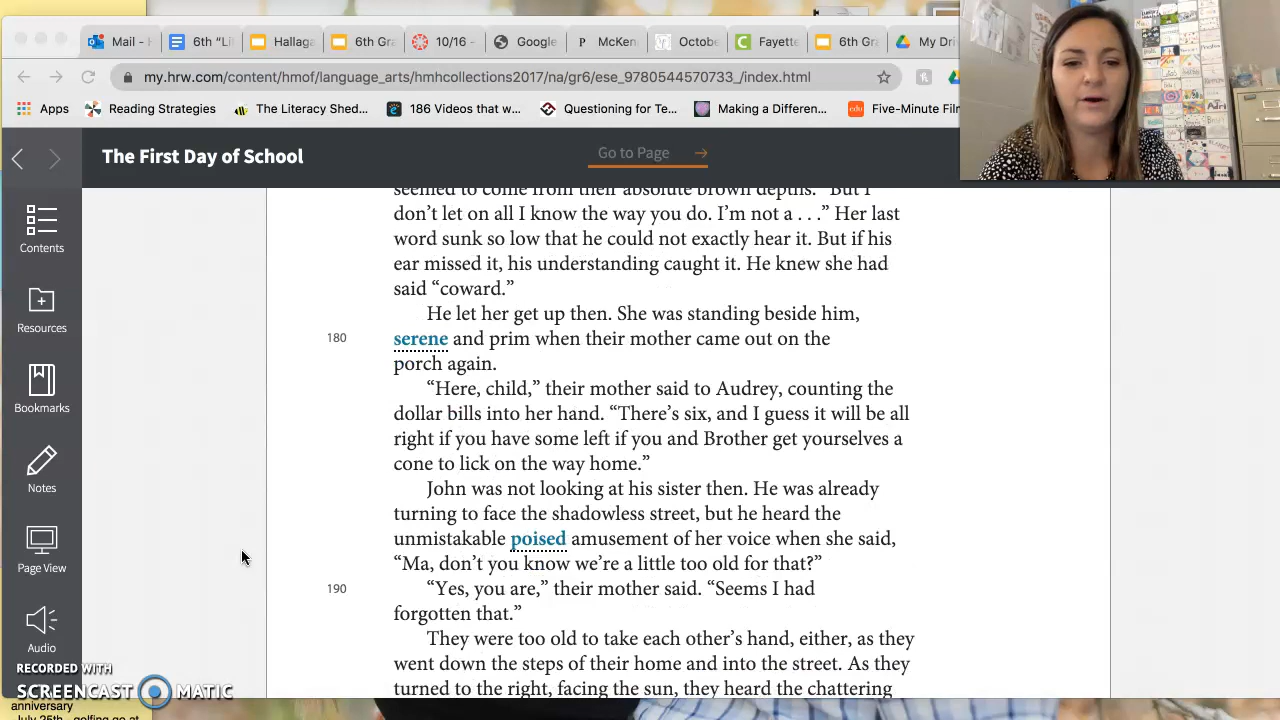 Mail -
6th “Li
Hallaga
6th Gra
10/
Google
McKen
Octobe
Fayette
6th Gra
My Dri
my.hrw.com/content/hmof/language_arts/hmhcollections2017/na/gr6/ese_9780544570733_/index.html
Apps
Reading Strategies
The Literacy Shed...
186 Videos that w...
Questioning for Te...
Making a Differen...
Five-Minute Fil
The First Day of School
Go to Page →
Contents
Resources
Bookmarks
Notes
Page View
Audio
seemed to come from their absolute brown depths. “But I
don’t let on all I know the way you do. I’m not a . . .” Her last
word sunk so low that he could not exactly hear it. But if his
ear missed it, his understanding caught it. He knew she had
said “coward.”
He let her get up then. She was standing beside him,
180 serene and prim when their mother came out on the
porch again.
“Here, child,” their mother said to Audrey, counting the
dollar bills into her hand. “There’s six, and I guess it will be all
right if you have some left if you and Brother get yourselves a
cone to lick on the way home.”
John was not looking at his sister then. He was already
turning to face the shadowless street, but he heard the
unmistakable poised amusement of her voice when she said,
“Ma, don’t you know we’re a little too old for that?”
190 “Yes, you are,” their mother said. “Seems I had
forgotten that.”
They were too old to take each other’s hand, either, as they
went down the steps of their home and into the street. As they
turned to the right, facing the sun, they heard the chattering
RECORDED WITH
SCREENCAST MATIC
anniversary
July 25th - golfing go at